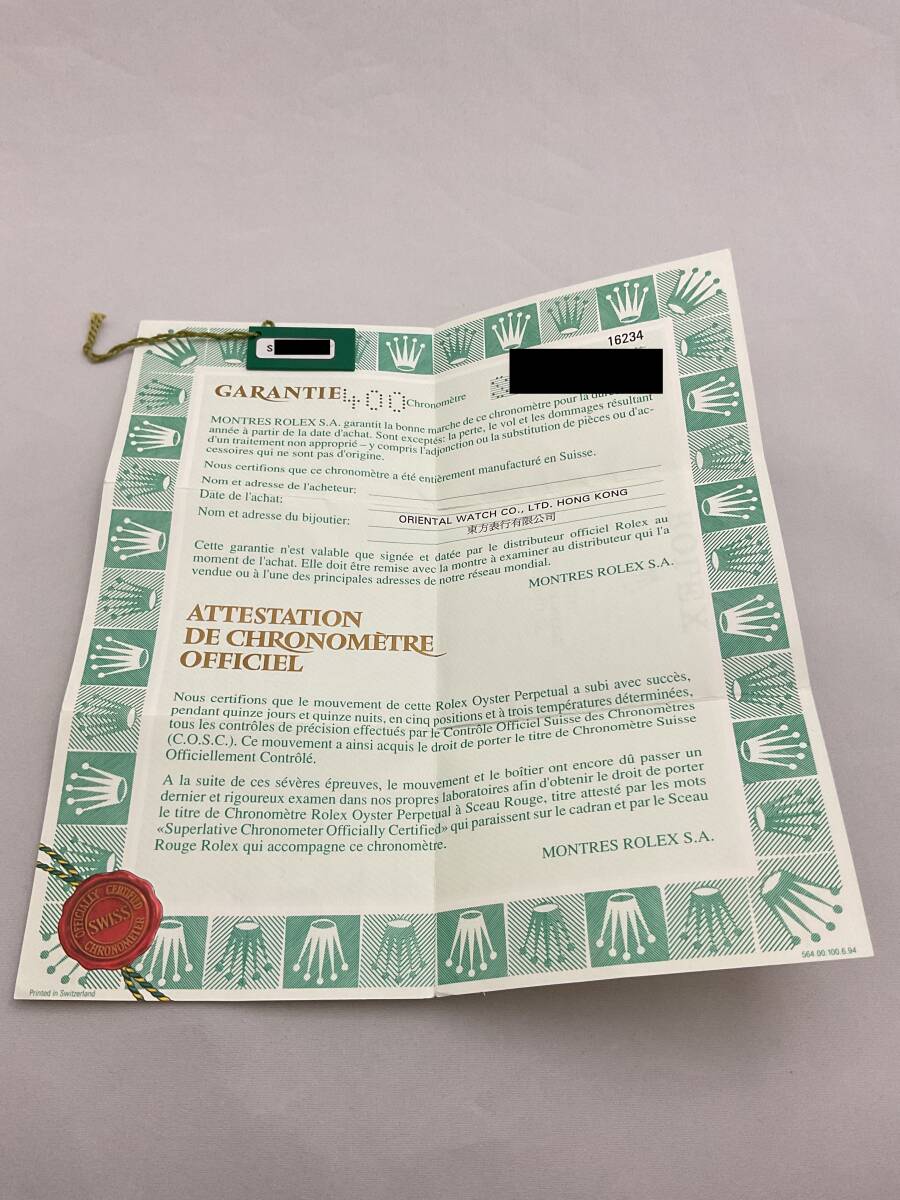 16234
S
GARANTIE 400 Chronomètre S
MONTRES ROLEX S.A. garantit la bonne marche de ce chronomètre pour la
année à partir de la date d'achat. Sont exceptés: la perte, le vol et les dommages résultant
d'un traitement non approprié – y compris l'adjonction ou la substitution de pièces ou d'ac-
cessoires qui ne sont pas d'origine.
Nous certifions que ce chronomètre a été entièrement manufacturé en Suisse.
Nom et adresse de l'acheteur:
Date de l'achat:
Nom et adresse du bijoutier: ORIENTAL WATCH CO., LTD. HONG KONG
東方表行有限公司
Cette garantie n'est valable que signée et datée par le distributeur officiel Rolex au
moment de l'achat. Elle doit être remise avec la montre à examiner au distributeur qui l'a
vendue ou à l'une des principales adresses de notre réseau mondial.
MONTRES ROLEX S.A.
ATTESTATION
DE CHRONOMÈTRE
OFFICIEL
Nous certifions que le mouvement de cette Rolex Oyster Perpetual a subi avec succès,
pendant quinze jours et quinze nuits, en cinq positions et à trois températures déterminées,
tous les contrôles de précision effectués par le Contrôle Officiel Suisse des Chronomètres
(C.O.S.C.). Ce mouvement a ainsi acquis le droit de porter le titre de Chronomètre Suisse
Officiellement Contrôlé.
A la suite de ces sévères épreuves, le mouvement et le boîtier ont encore dû passer un
dernier et rigoureux examen dans nos propres laboratoires afin d'obtenir le droit de porter
le titre de Chronomètre Rolex Oyster Perpetual à Sceau Rouge, titre attesté par les mots
«Superlative Chronometer Officially Certified» qui paraissent sur le cadran et par le Sceau
Rouge Rolex qui accompagne ce chronomètre.
MONTRES ROLEX S.A.
OFFICIALLY CERTIFIED
SWISS
CHRONOMETER
Printed in Switzerland
564.00.100.6.94